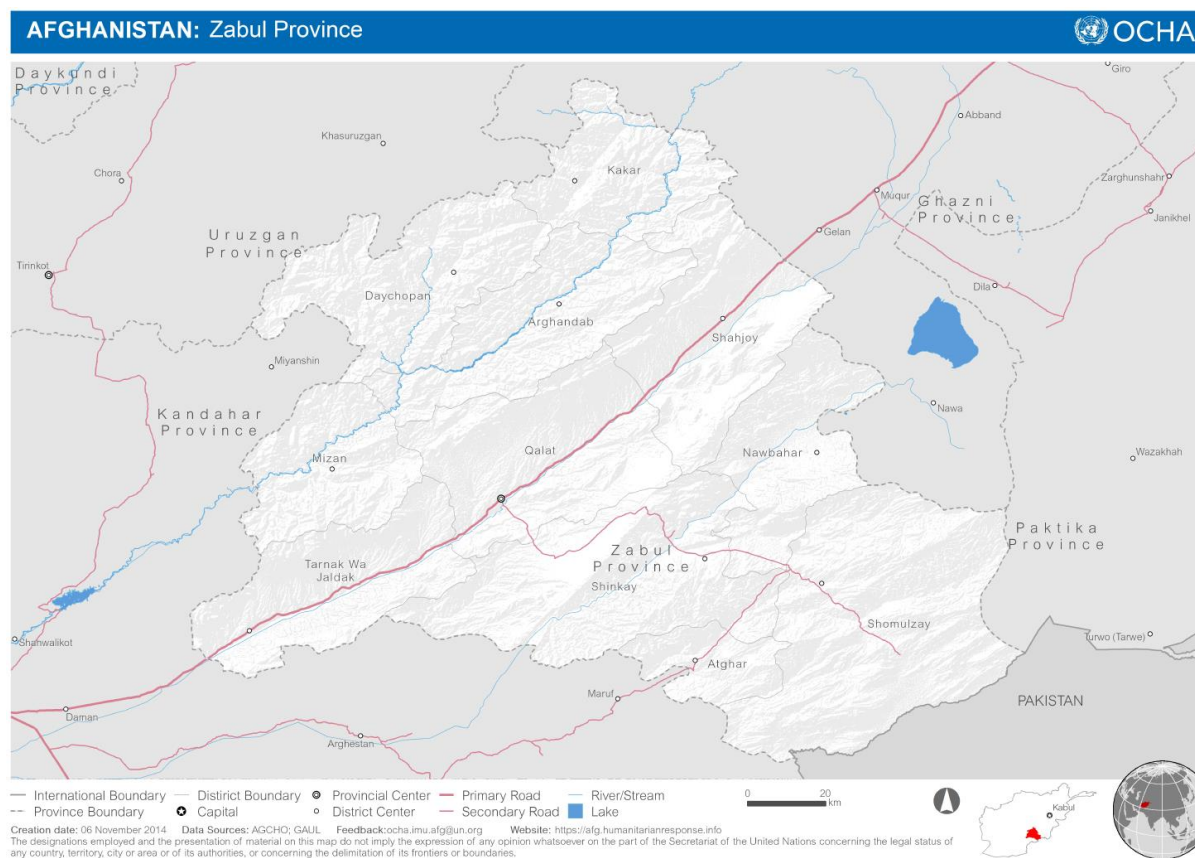 AFGHANISTAN: Zabul Province
OCHA
Daykundi
Province
Giro
Abband
Khasuruzgan
Chora
Kakar
Zarghunshahr
Muqur
Ghazni
Province
Janikhel
Gelan
Uruzgan
Province
Tirinkot
Daychopan
Dila
Arghandab
Shahjoy
Miyanshin
Nawa
Kandahar
Province
Qalat
Mizan
Nawbahar
Wazakhah
Paktika
Province
Zabul
Province
Tarnak Wa
Jaldak
Shinkay
Shomulzay
Shahwalikot
Turwo (Tarwe)
Atghar
Maruf
PAKISTAN
Daman
Arghestan
International Boundary
District Boundary
Provincial Center
Primary Road
River/Stream
Province Boundary
Capital
District Center
Secondary Road
Lake
0 20
km
Kabul
Creation date: 06 November 2014 Data Sources: AGCHO; GAUL Feedback:ocha.imu.afg@un.org Website: https://afg.humanitarianresponse.info
The designations employed and the presentation of material on this map do not imply the expression of any opinion whatsoever on the part of the Secretariat of the United Nations concerning the legal status of
any country, territory, city or area or of its authorities, or concerning the delimitation of its frontiers or boundaries.